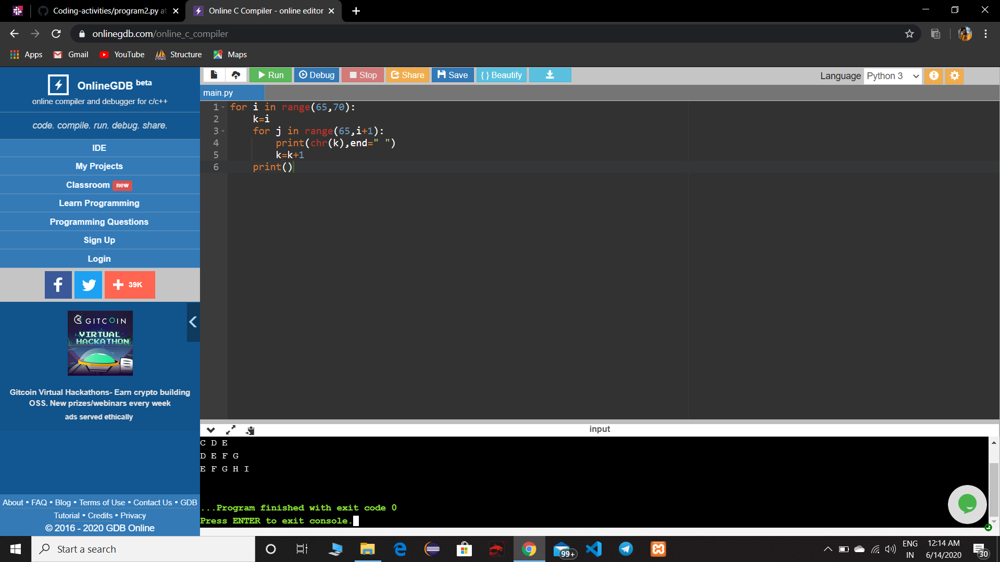 Coding-activities/program2.py at
Online C Compiler - online editor
onlinegdb.com/online_c_compiler
Apps
Gmail
YouTube
Structure
Maps
OnlineGDB beta
online compiler and debugger for c/c++
code. compile. run. debug. share.
IDE
My Projects
Classroom new
Learn Programming
Programming Questions
Sign Up
Login
39K
GITCOIN
VIRTUAL
HACKATHON
Gitcoin Virtual Hackathons- Earn crypto building
OSS. New prizes/webinars every week
ads served ethically
About • FAQ • Blog • Terms of Use • Contact Us • GDB
Tutorial • Credits • Privacy
© 2016 - 2020 GDB Online
Run
Debug
Stop
Share
Save
{ } Beautify
Language Python 3
main.py
1 for i in range(65,70):
2     k=i
3     for j in range(65,i+1):
4         print(chr(k),end=" ")
5         k=k+1
6     print()
input
C D E
D E F G
E F G H I
...Program finished with exit code 0
Press ENTER to exit console.
Start a search
99+
ENG
IN
12:14 AM
6/14/2020
30